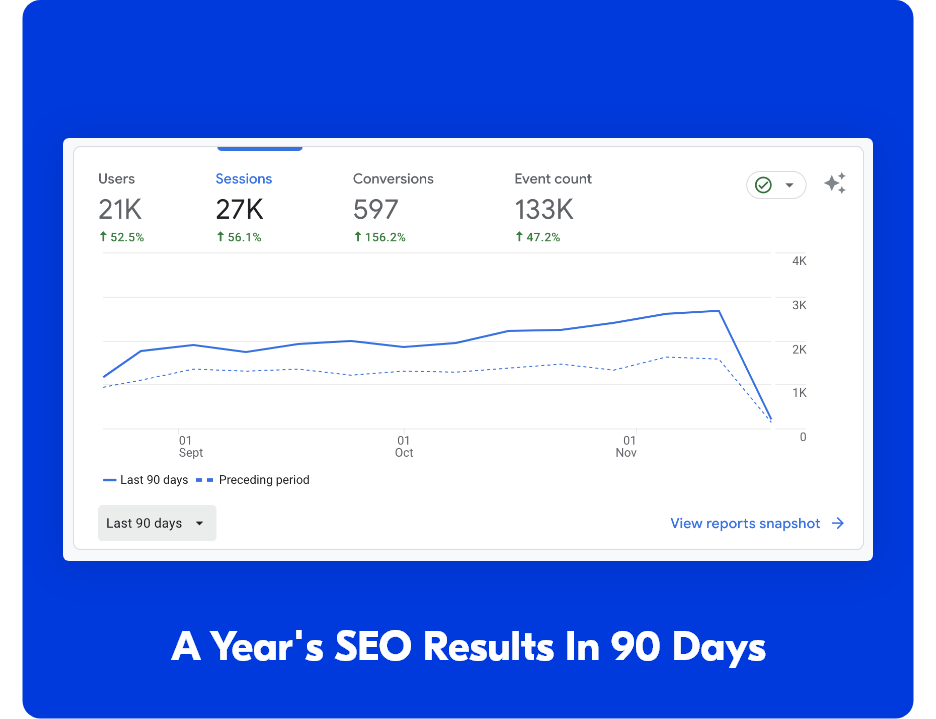 Users Sessions Conversions Event count
21K 27K 597 133K
↑ 52.5% ↑ 56.1% ↑ 156.2% ↑ 47.2%
4K
3K
2K
1K
0
01 01 01
Sept Oct Nov
Last 90 days Preceding period
Last 90 days View reports snapshot →
A Year's SEO Results In 90 Days